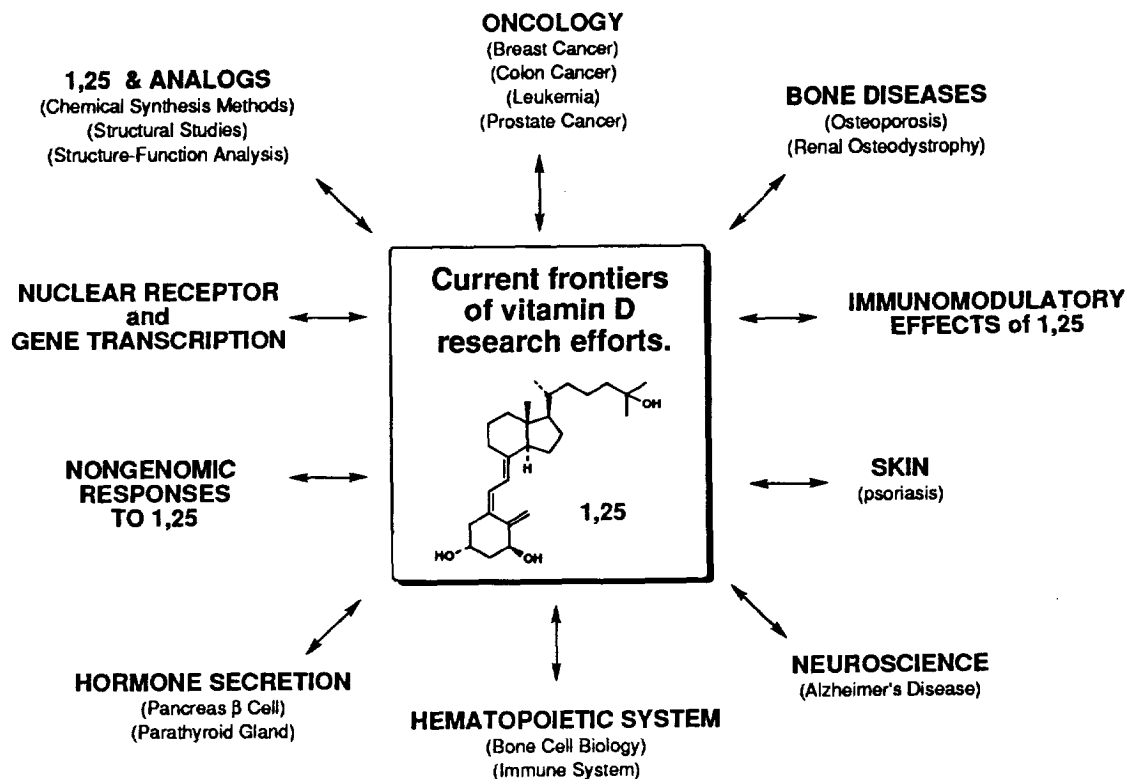 ONCOLOGY
(Breast Cancer)
(Colon Cancer)
(Leukemia)
(Prostate Cancer)
1,25 & ANALOGS
(Chemical Synthesis Methods)
(Structural Studies)
(Structure-Function Analysis)
BONE DISEASES
(Osteoporosis)
(Renal Osteodystrophy)
NUCLEAR RECEPTOR
and
GENE TRANSCRIPTION
Current frontiers
of vitamin D
research efforts.
OH
H
1,25
HO
OH
IMMUNOMODULATORY
EFFECTS of 1,25
NONGENOMIC
RESPONSES
TO 1,25
SKIN
(psoriasis)
HORMONE SECRETION
(Pancreas β Cell)
(Parathyroid Gland)
HEMATOPOIETIC SYSTEM
(Bone Cell Biology)
(Immune System)
NEUROSCIENCE
(Alzheimer's Disease)